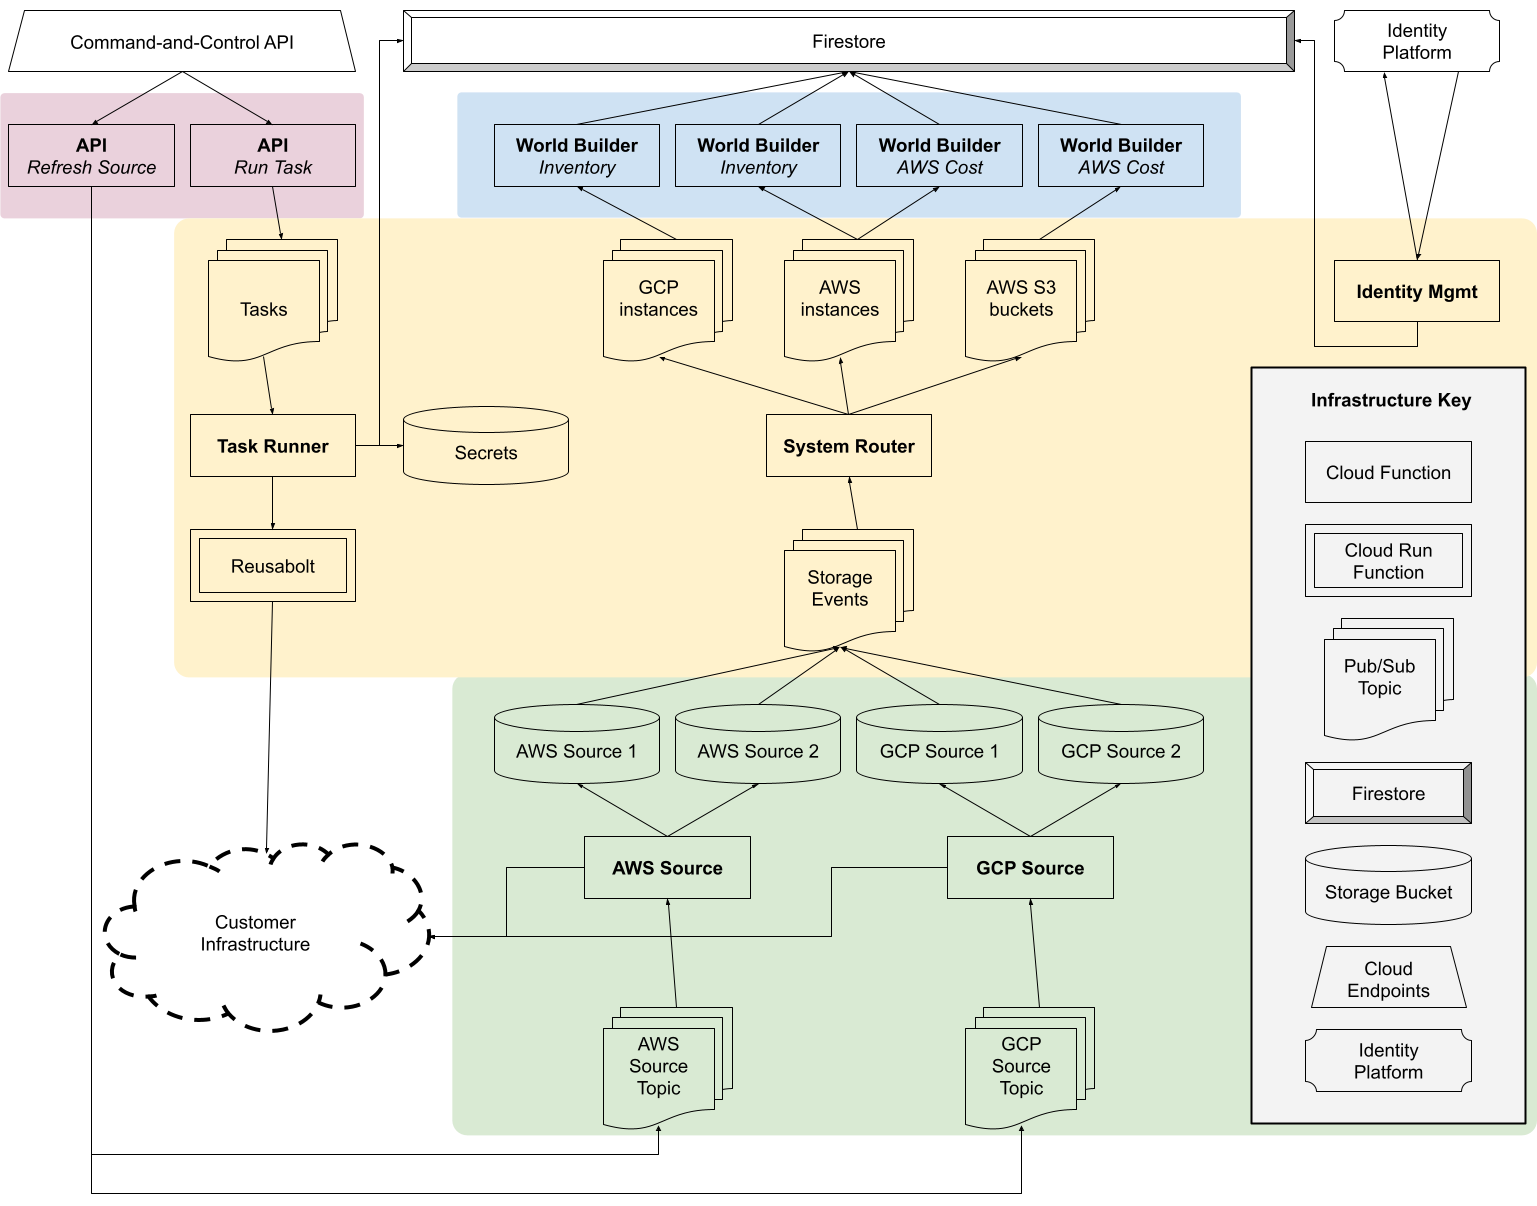 Command-and-Control API
Firestore
Identity
Platform
API
Refresh Source
API
Run Task
World Builder
Inventory
World Builder
Inventory
World Builder
AWS Cost
World Builder
AWS Cost
Tasks
GCP
instances
AWS
instances
AWS S3
buckets
Identity Mgmt
Task Runner
Secrets
System Router
Reusabolt
Storage
Events
AWS Source 1
AWS Source 2
GCP Source 1
GCP Source 2
AWS Source
GCP Source
Customer
Infrastructure
AWS
Source
Topic
GCP
Source
Topic
Infrastructure Key
Cloud Function
Cloud Run
Function
Pub/Sub
Topic
Firestore
Storage Bucket
Cloud
Endpoints
Identity
Platform